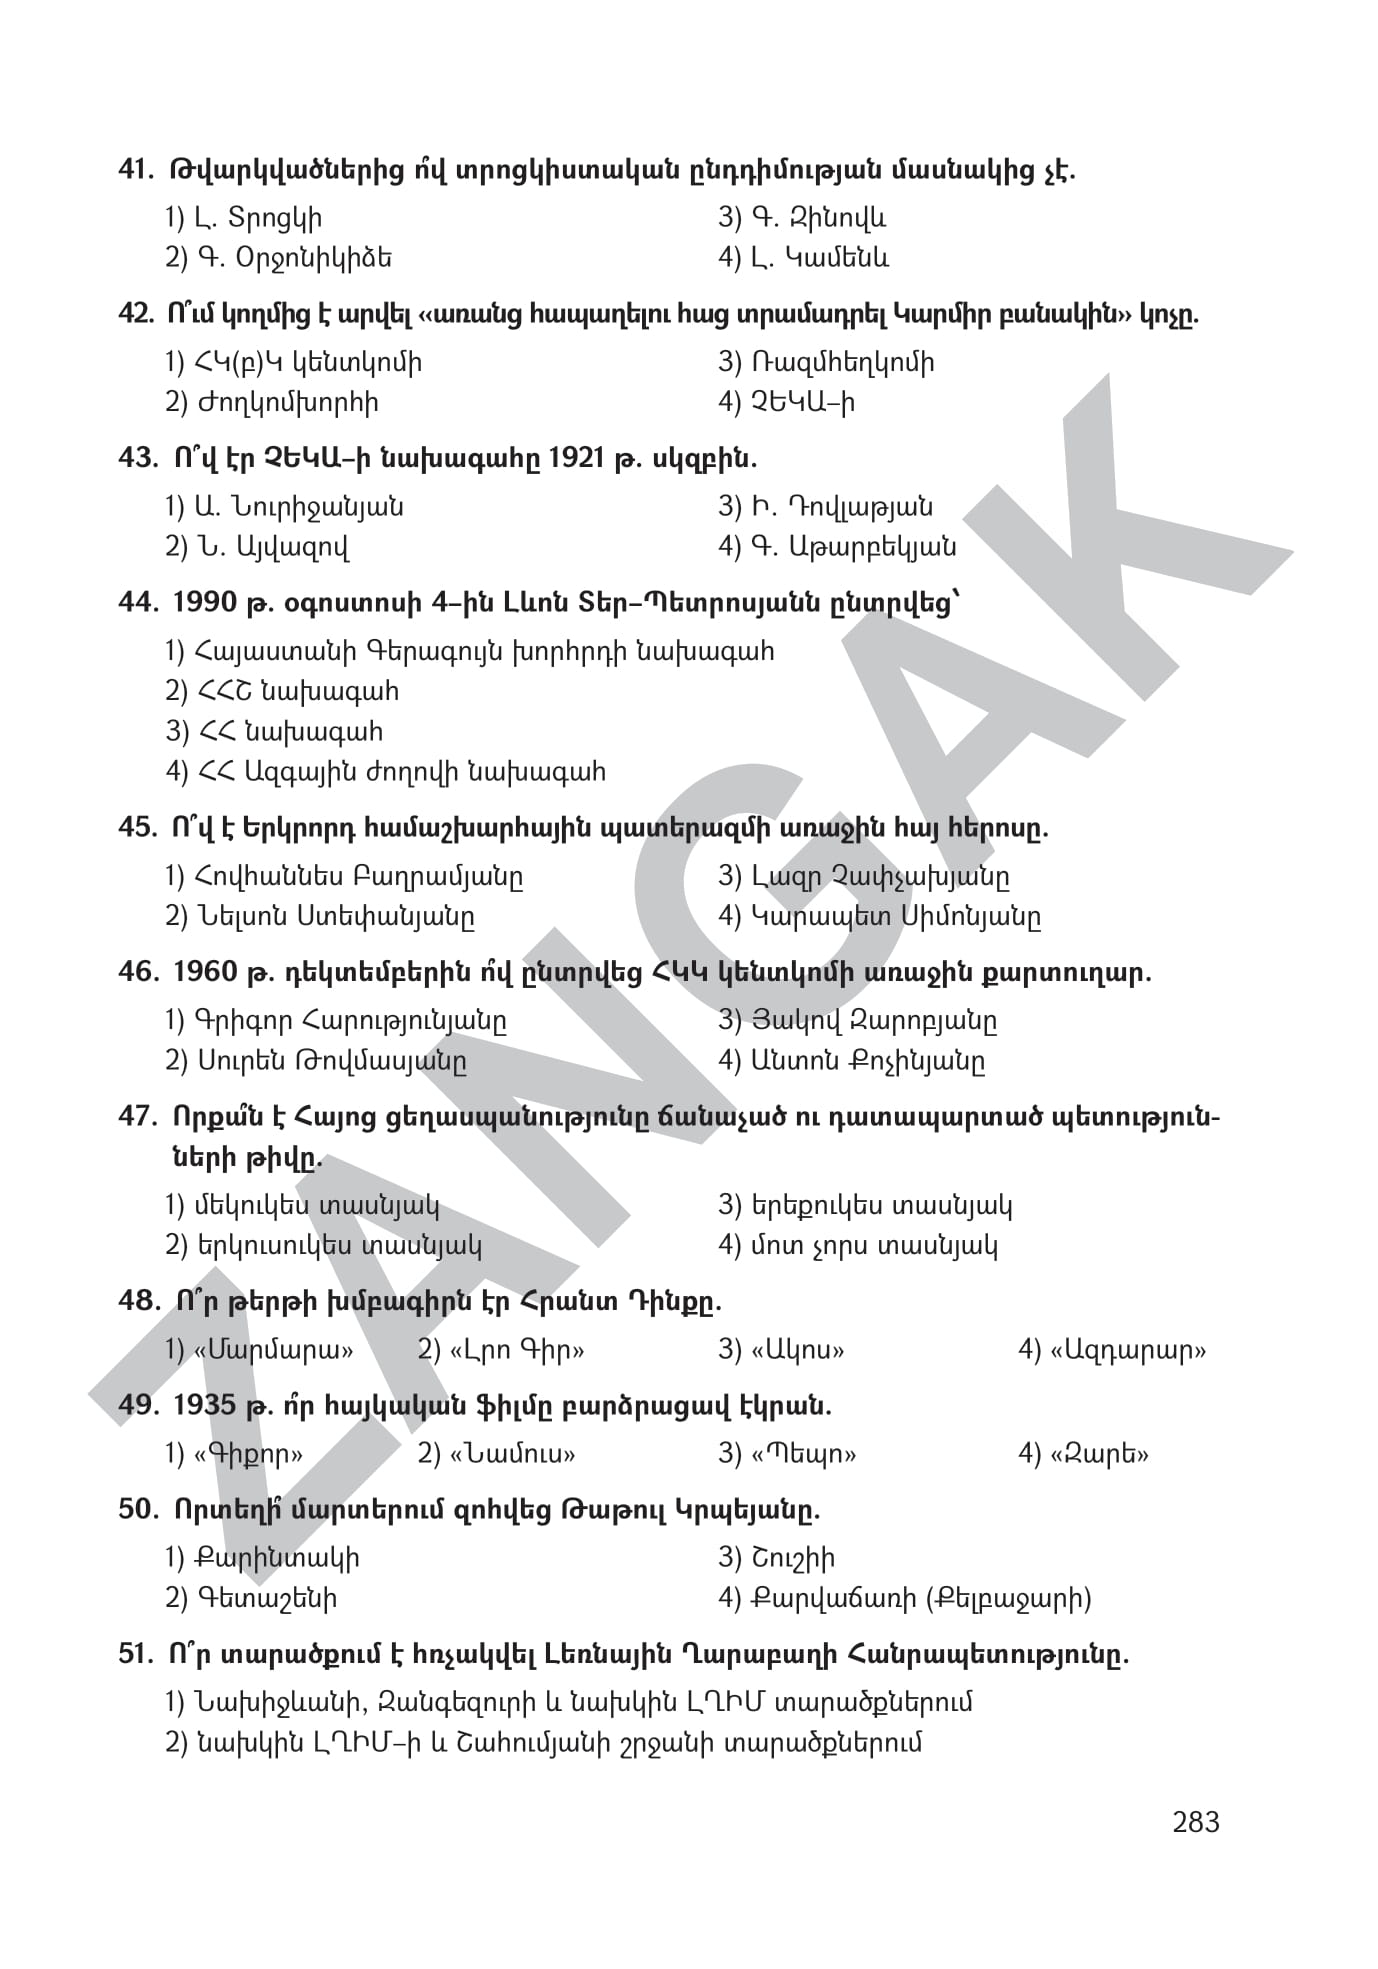 41. Թվարկվածներից ո՞վ տրոցկիստական ընդդիմության մասնակից չէ.
1) Լ. Տրոցկի
3) Գ. Զինովև
2) Գ. Օրջոնիկիձե
4) Լ. Կամենև
42. Ո՞ւմ կողմից է արվել «առանց հապաղելու հաց տրամադրել Կարմիր բանակին» կոչը.
1) ՀԿ(բ)Կ կենտկոմի
3) Ռազմհեղկոմի
2) Ժողկոմխորհի
4) ՉԵԿԱ–ի
43. Ո՞վ էր ՉԵԿԱ–ի նախագահը 1921 թ. սկզբին.
1) Ա. Նուրիջանյան
3) Ի. Դովլաթյան
2) Ն. Այվազով
4) Գ. Աթարբեկյան
44. 1990 թ. օգոստոսի 4–ին Լևոն Տեր–Պետրոսյանն ընտրվեց՝
1) Հայաստանի Գերագույն խորհրդի նախագահ
2) ՀՀՇ նախագահ
3) ՀՀ նախագահ
4) ՀՀ Ազգային ժողովի նախագահ
45. Ո՞վ է Երկրորդ համաշխարհային պատերազմի առաջին հայ հերոսը.
1) Հովհաննես Բաղրամյանը
3) Լազր Չափչախյանը
2) Նելսոն Ստեփանյանը
4) Կարապետ Սիմոնյանը
46. 1960 թ. դեկտեմբերին ո՞վ ընտրվեց ՀԿԿ կենտկոմի առաջին քարտուղար.
1) Գրիգոր Հարությունյանը
3) Յակով Զարոբյանը
2) Սուրեն Թովմասյանը
4) Անտոն Քոչինյանը
47. Որքա՞ն է Հայոց ցեղասպանությունը ճանաչած ու դատապարտած պետություն-
ների թիվը.
1) մեկուկես տասնյակ
3) երեքուկես տասնյակ
2) երկուսուկես տասնյակ
4) մոտ չորս տասնյակ
48. Ո՞ր թերթի խմբագիրն էր Հրանտ Դինքը.
1) «Մարմարա» 2) «Լրո Գիր» 3) «Ակոս» 4) «Ազդարար»
49. 1935 թ. ո՞ր հայկական ֆիլմը բարձրացավ էկրան.
1) «Գիքոր» 2) «Նամուս» 3) «Պեպո» 4) «Զարե»
50. Որտեղի՞ մարտերում զոհվեց Թաթուլ Կրպեյանը.
1) Քարինտակի
3) Շուշիի
2) Գետաշենի
4) Քարվաճառի (Քելբաջարի)
51. Ո՞ր տարածքում է հռչակվել Լեռնային Ղարաբաղի Հանրապետությունը.
1) Նախիջևանի, Զանգեզուրի և նախկին ԼՂԻՄ տարածքներում
2) նախկին ԼՂԻՄ–ի և Շահումյանի շրջանի տարածքներում
283
ZANGAK